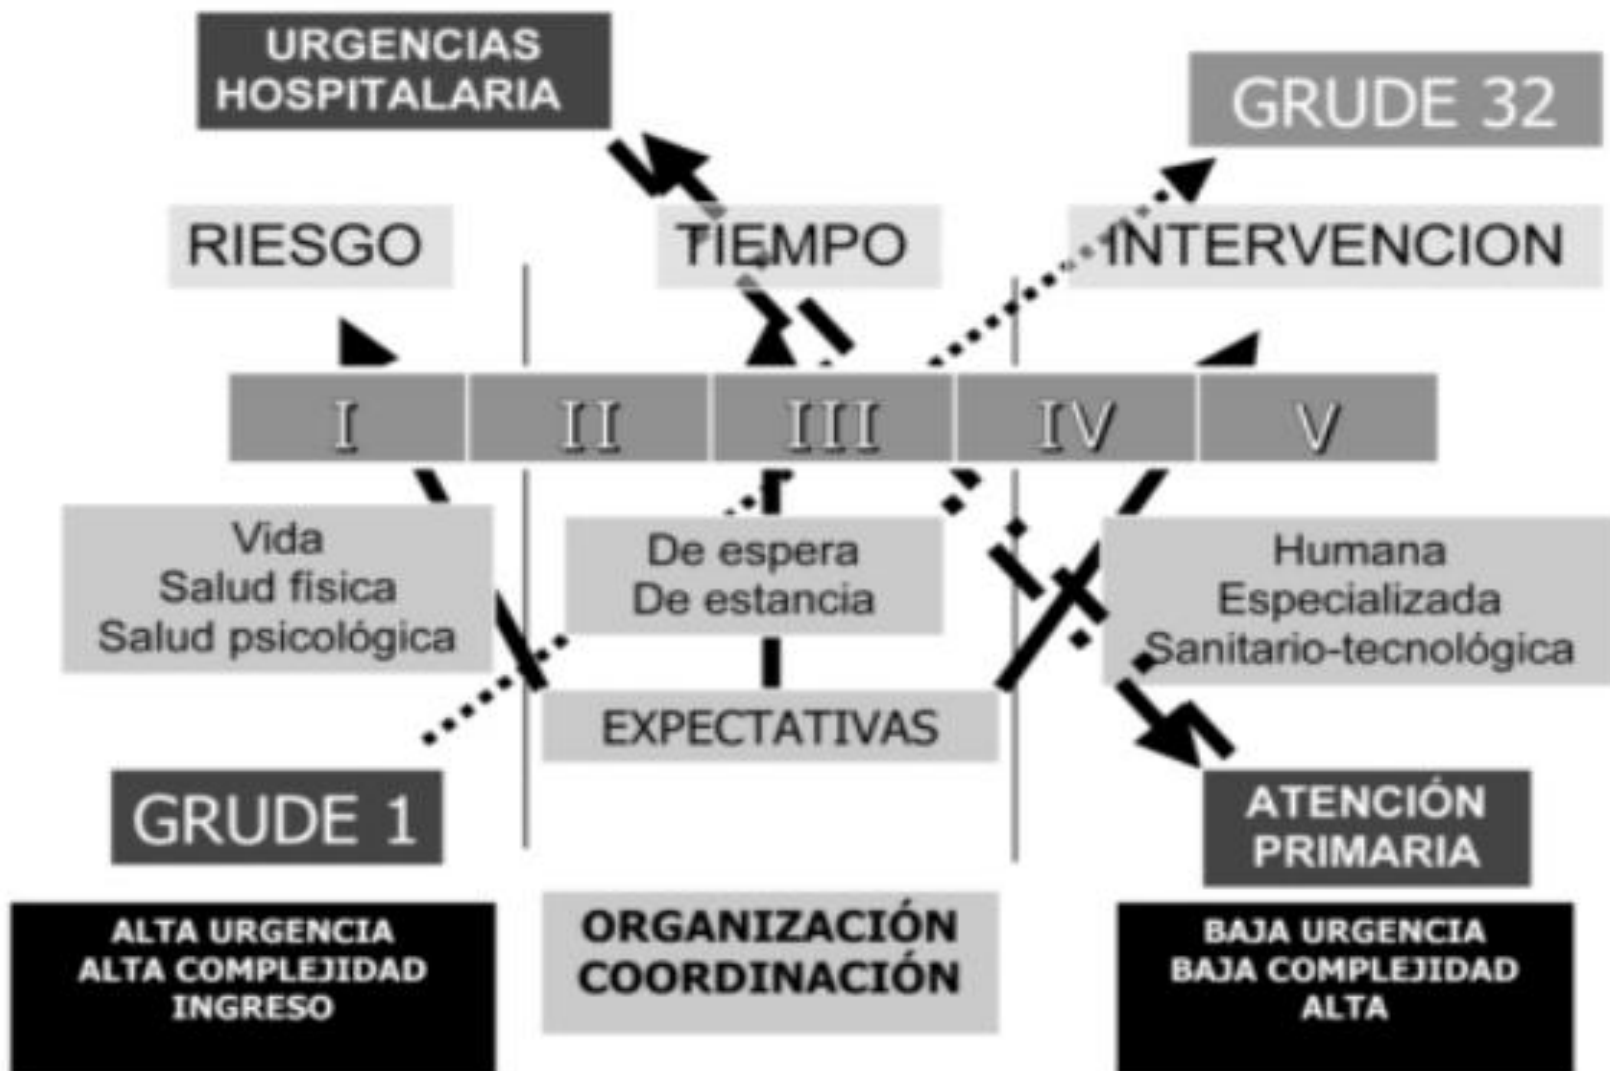 URGENCIAS
HOSPITALARIA
GRUDE 32
RIESGO
TIEMPO
INTERVENCION
I
II
III
IV
V
Vida
Salud física
Salud psicológica
De espera
De estancia
Humana
Especializada
Sanitario-tecnológica
EXPECTATIVAS
GRUDE 1
ATENCIÓN
PRIMARIA
ALTA URGENCIA
ALTA COMPLEJIDAD
INGRESO
ORGANIZACIÓN
COORDINACIÓN
BAJA URGENCIA
BAJA COMPLEJIDAD
ALTA